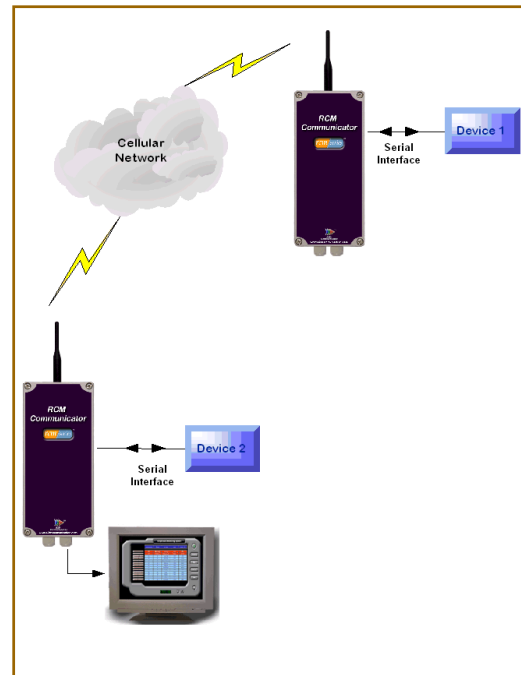 RCM
Communicator
Device 1
Serial
Interface
Cellular
Network
RCM
Communicator
Device 2
Serial
Interface